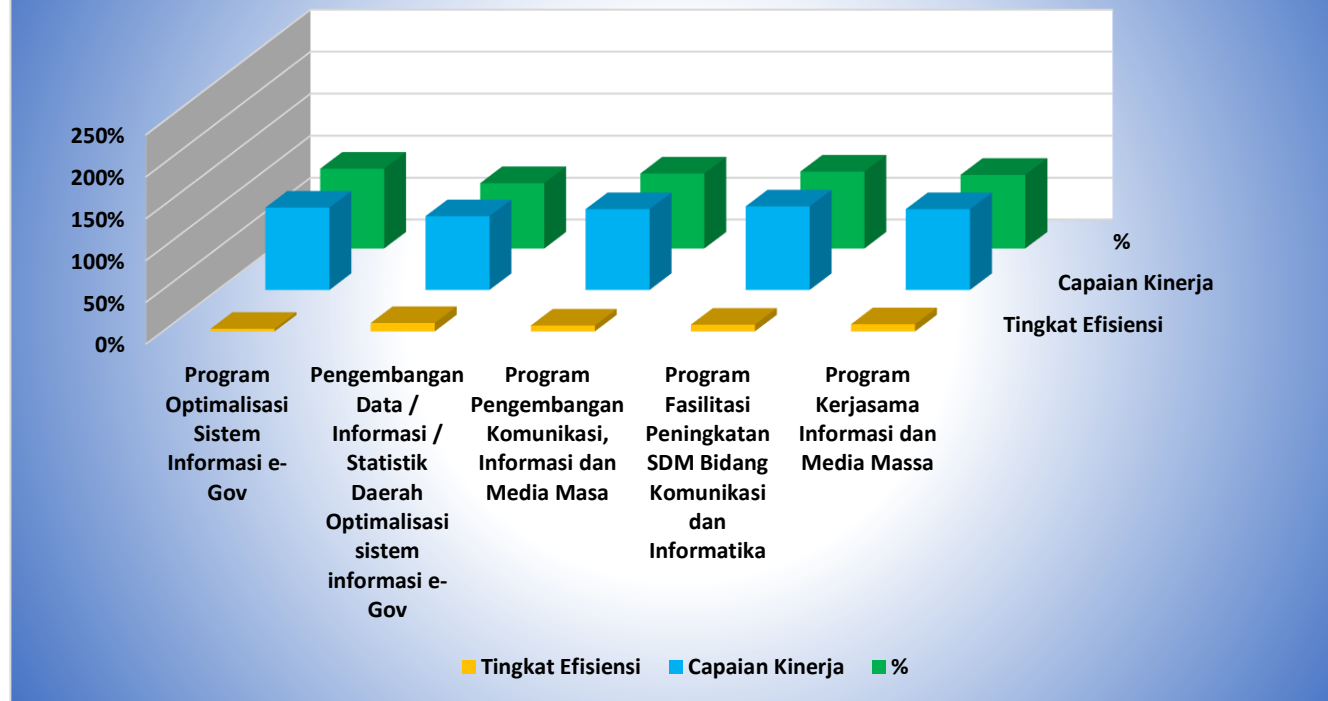 250%
200%
150%
100%
50%
0%
%
Capaian Kinerja
Tingkat Efisiensi
Program
Optimalisasi
Sistem
Informasi e-
Gov
Pengembangan
Data /
Informasi /
Statistik
Daerah
Optimalisasi
sistem
informasi e-
Gov
Program
Pengembangan
Komunikasi,
Informasi dan
Media Masa
Program
Fasilitasi
Peningkatan
SDM Bidang
Komunikasi
dan
Informatika
Program
Kerjasama
Informasi dan
Media Massa
Tingkat Efisiensi Capaian Kinerja %